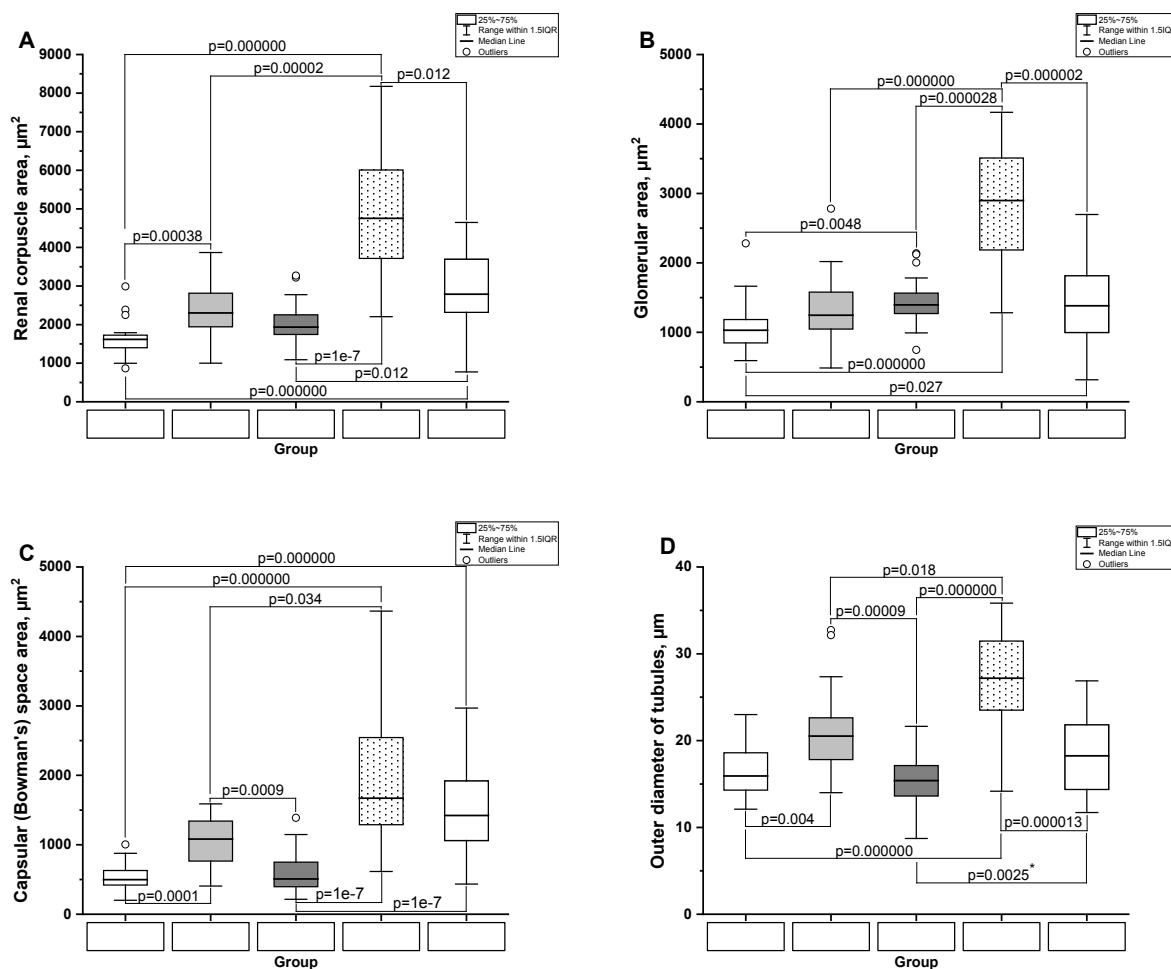 A
25%~75%
Range within 1.5IQR
Median Line
Outliers
p=0.000000
p=0.00002
p=0.012
p=0.00038
p=1e-7
p=0.012
p=0.000000
9000
8000
7000
6000
5000
4000
3000
2000
1000
0
Renal corpuscle area, µm²
Group
B
25%~75%
Range within 1.5IQR
Median Line
Outliers
p=0.000000
p=0.000002
p=0.000028
p=0.0048
p=0.000000
p=0.027
5000
4000
3000
2000
1000
0
Glomerular area, µm²
Group
C
25%~75%
Range within 1.5IQR
Median Line
Outliers
p=0.000000
p=0.000000
p=0.034
p=0.0009
p=0.0001
p=1e-7
p=1e-7
5000
4000
3000
2000
1000
0
Capsular (Bowman's) space area, µm²
Group
D
25%~75%
Range within 1.5IQR
Median Line
Outliers
p=0.018
p=0.000000
p=0.00009
p=0.004
p=0.000013
p=0.000000
p=0.0025*
40
30
20
10
0
Outer diameter of tubules, µm
Group